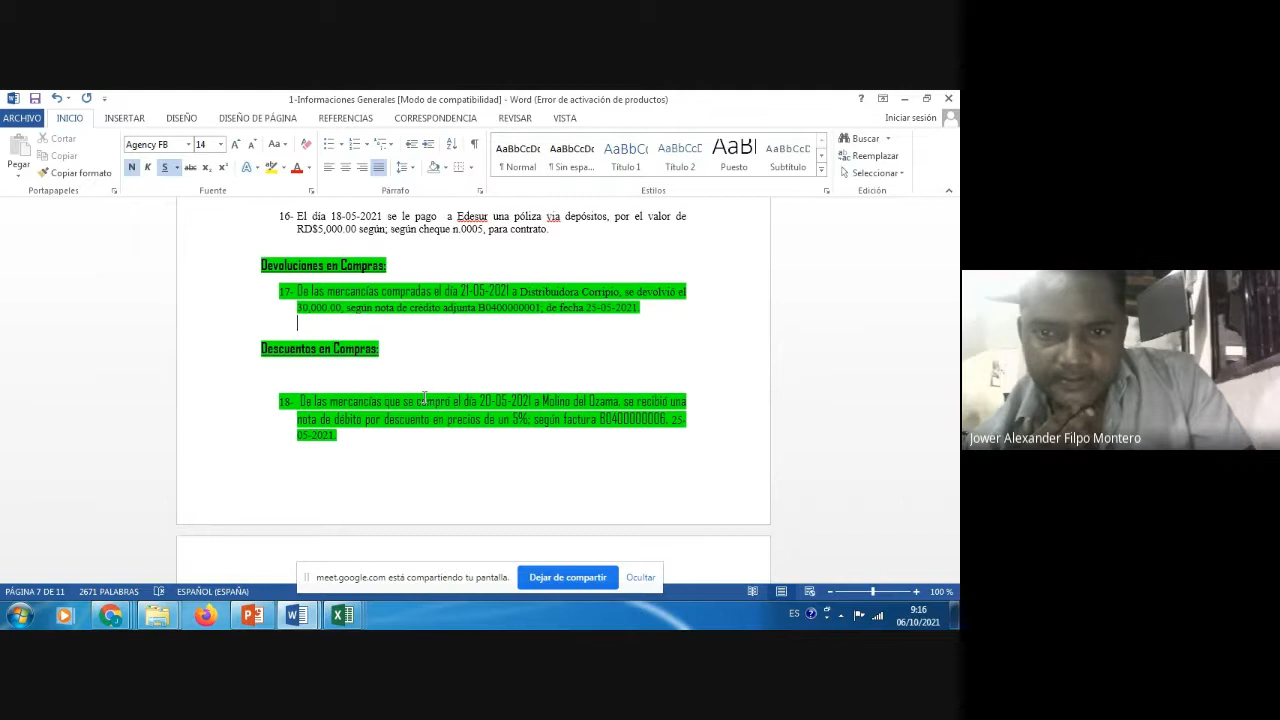 1-Informaciones Generales [Modo de compatibilidad] - Word (Error de activación de productos)
ARCHIVO INICIO INSERTAR DISEÑO DISEÑO DE PÁGINA REFERENCIAS CORRESPONDENCIA REVISAR VISTA Iniciar sesión
Pegar
Cortar
Copiar
Copiar formato
Portapapeles
Agency FB 14
N K S abc x₂ x²
Fuente
Párrafo
AaBbCcDc AaBbCcDc AaBbC( AaBbCcD AaB AaBbCcD
¶ Normal ¶ Sin espa... Título 1 Título 2 Puesto Subtítulo
Estilos
Buscar
Reemplazar
Seleccionar
Edición
16- El día 18-05-2021 se le pago a Edesur una póliza via depósitos, por el valor de
RD$5,000.00 según; según cheque n.0005, para contrato.
Devoluciones en Compras:
17- De las mercancías compradas el día 21-05-2021 a Distribuidora Corripio, se devolvió el
30,000.00, según nota de crédito adjunta B0400000001; de fecha 25-05-2021.
Descuentos en Compras:
18- De las mercancías que se compró el día 20-05-2021 a Molino del Ozama, se recibió una
nota de débito por descuento en precios de un 5%; según factura B0400000006. 25-
05-2021.
meet.google.com está compartiendo tu pantalla. Dejar de compartir Ocultar
PÁGINA 7 DE 11 2671 PALABRAS ESPAÑOL (ESPAÑA) 100 %
ES 9:16
06/10/2021
Jower Alexander Filpo Montero